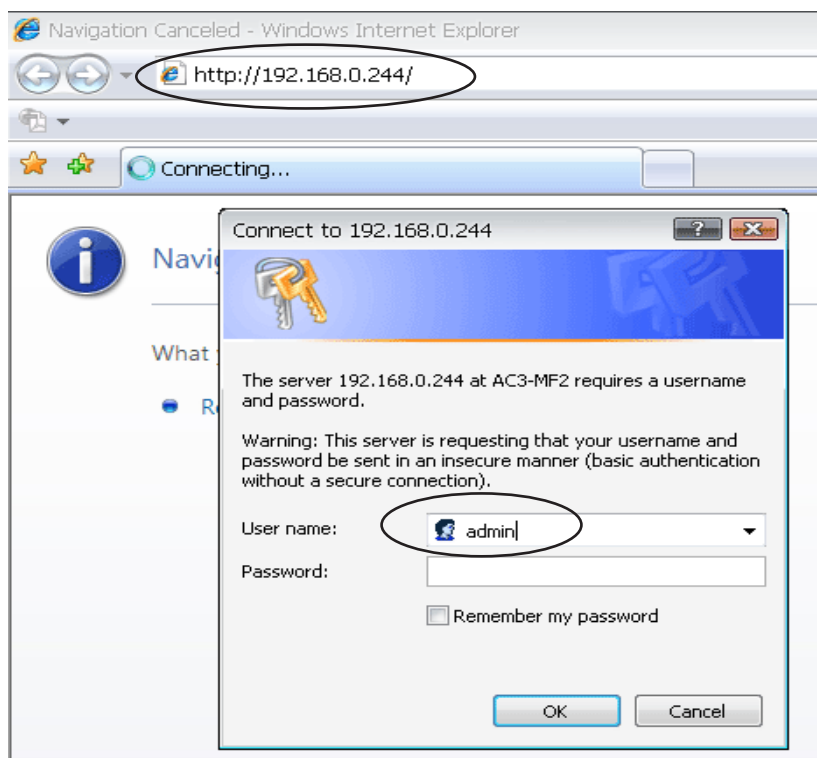 Navigation Canceled - Windows Internet Explorer
http://192.168.0.244/
Connecting...
Connect to 192.168.0.244
Navi
What
The server 192.168.0.244 at AC3-MF2 requires a username
and password.
Warning: This server is requesting that your username and
password be sent in an insecure manner (basic authentication
without a secure connection).
User name:
admin
Password:
Remember my password
OK
Cancel